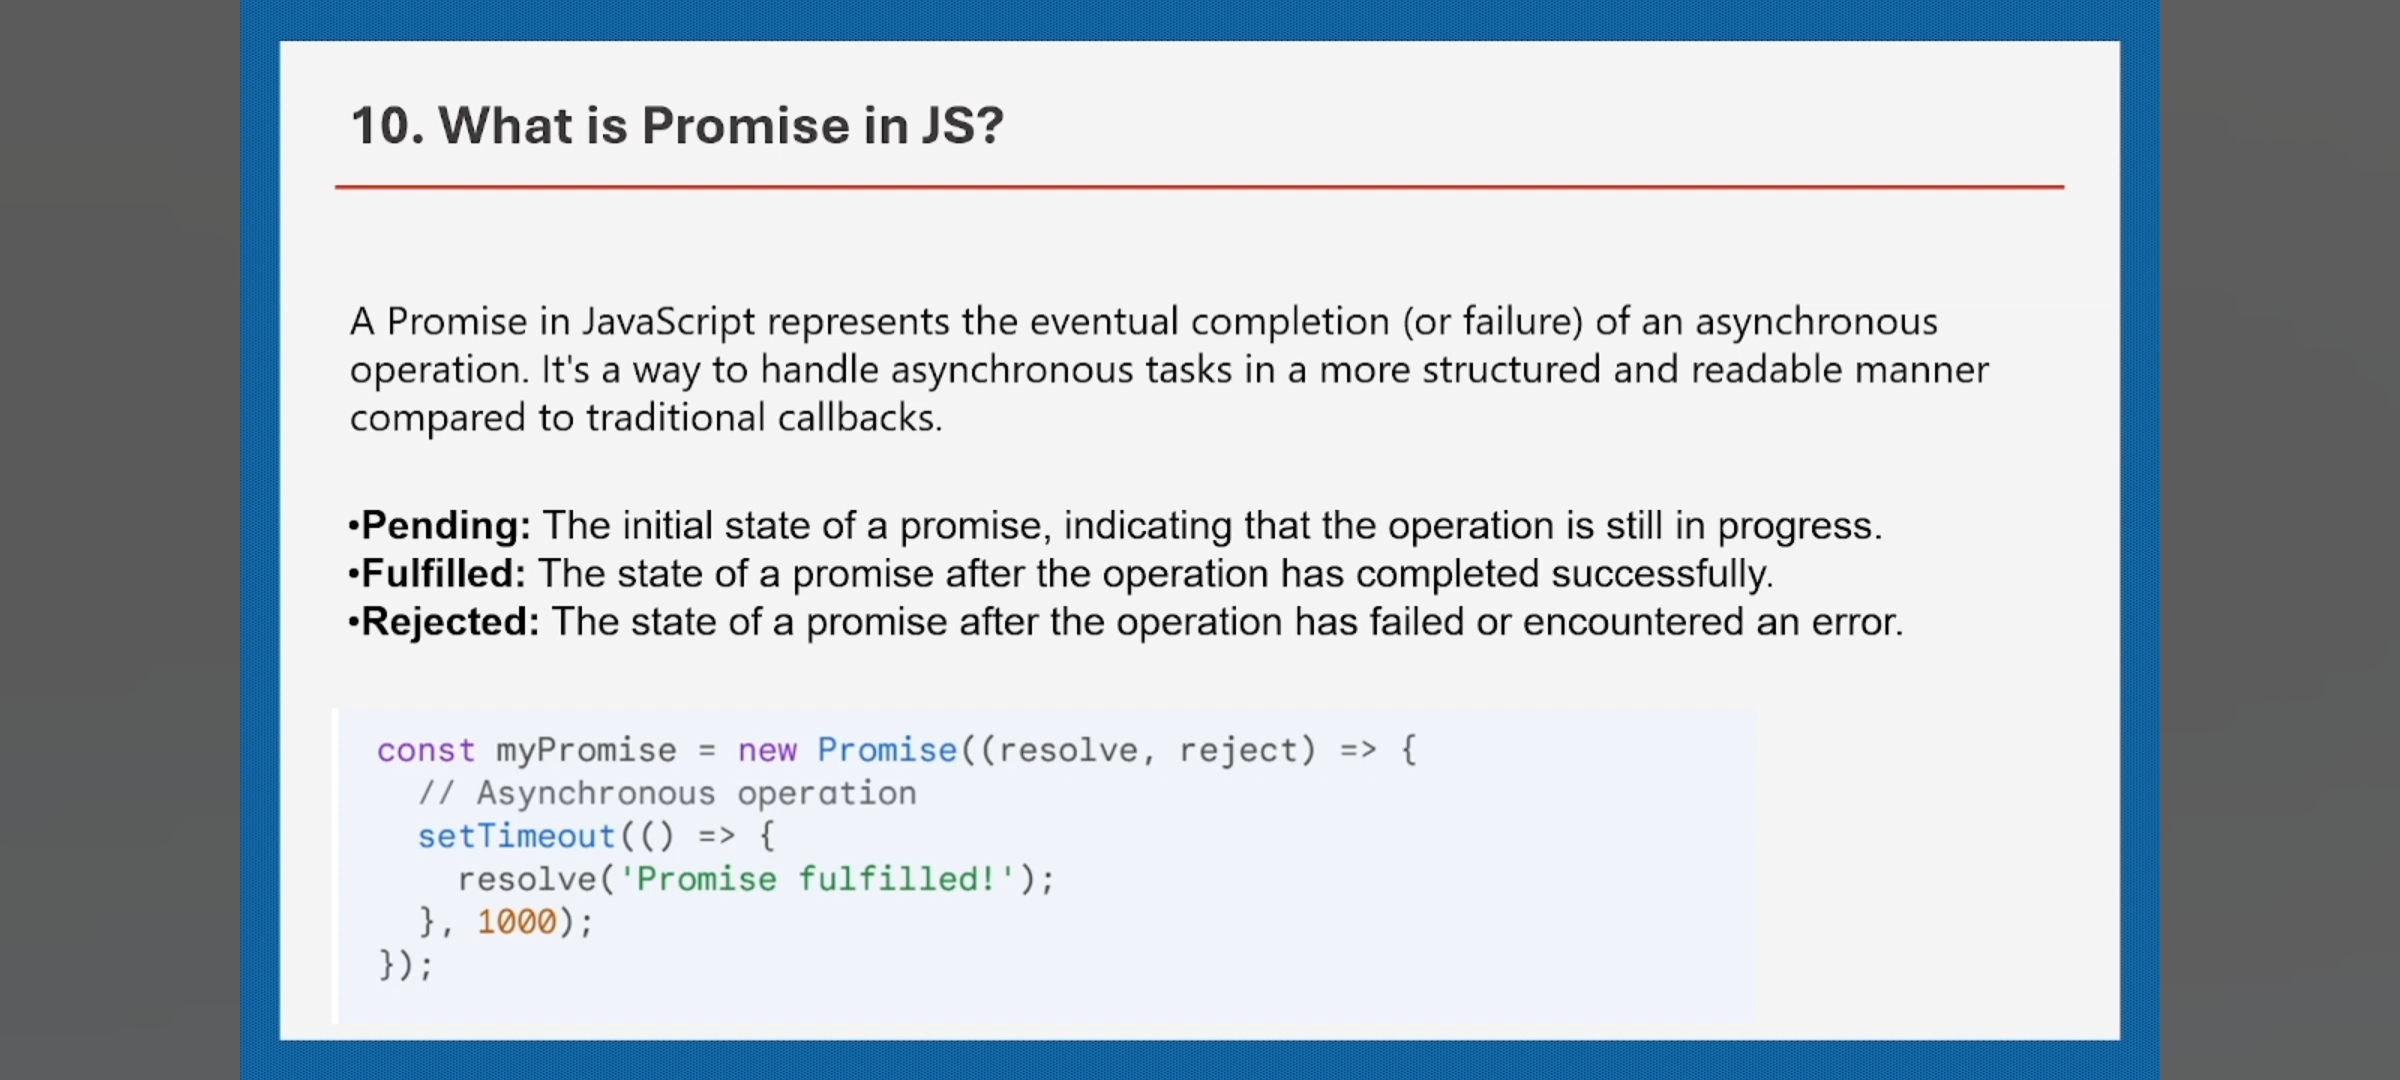 10. What is Promise in JS?
A Promise in JavaScript represents the eventual completion (or failure) of an asynchronous
operation. It's a way to handle asynchronous tasks in a more structured and readable manner
compared to traditional callbacks.
•Pending: The initial state of a promise, indicating that the operation is still in progress.
•Fulfilled: The state of a promise after the operation has completed successfully.
•Rejected: The state of a promise after the operation has failed or encountered an error.
const myPromise = new Promise((resolve, reject) => {
  // Asynchronous operation
  setTimeout(() => {
    resolve('Promise fulfilled!');
  }, 1000);
});